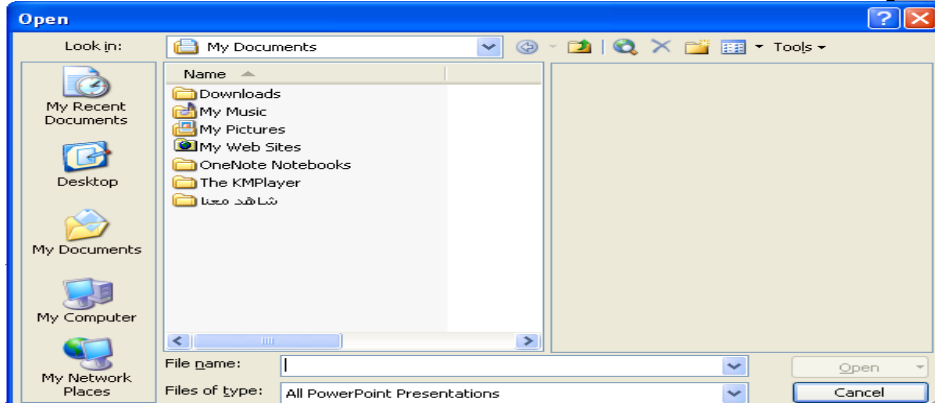 Open
Look in: My Documents Tools
Name
My Recent
Documents
Desktop
My Documents
My Computer
My Network
Places
Downloads
My Music
My Pictures
My Web Sites
OneNote Notebooks
The KMPlayer
شاهد معنا
File name: Open
Files of type: All PowerPoint Presentations Cancel